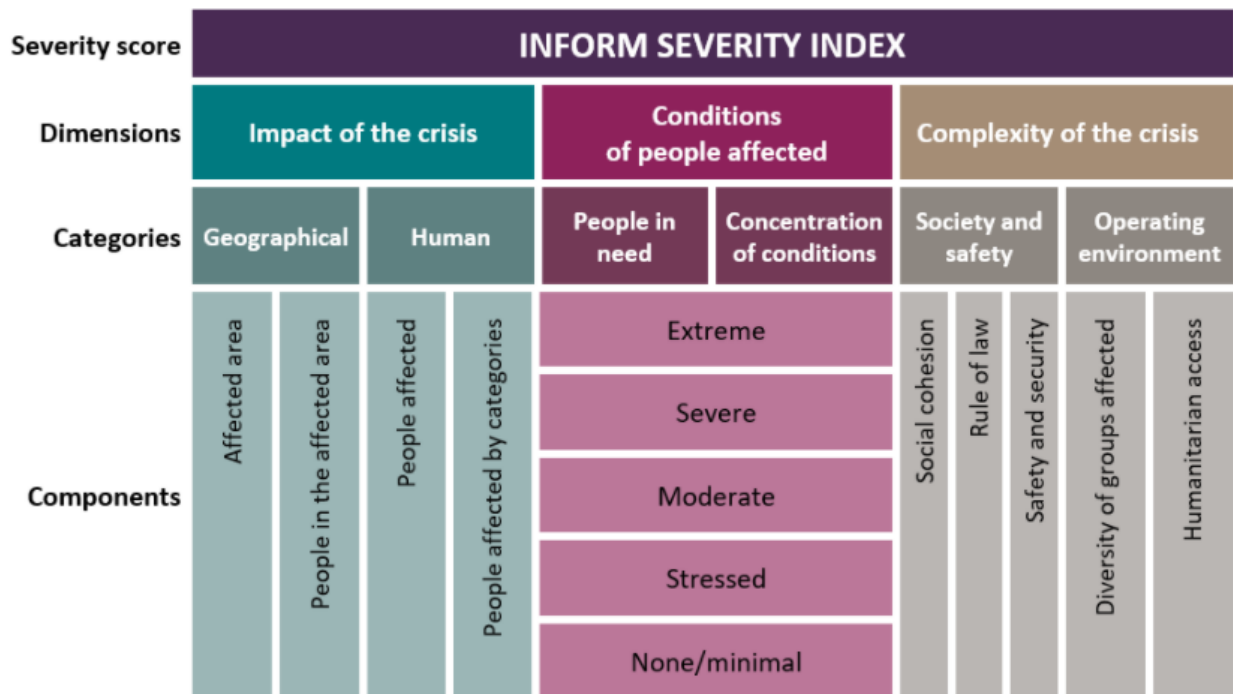 Severity score
INFORM SEVERITY INDEX
Dimensions
Impact of the crisis
Conditions
of people affected
Complexity of the crisis
Categories
Geographical
Human
People in
need
Concentration
of conditions
Society and
safety
Operating
environment
Components
Affected area
People in the affected area
People affected
People affected by categories
Extreme
Severe
Moderate
Stressed
None/minimal
Social cohesion
Rule of law
Safety and security
Diversity of groups affected
Humanitarian access